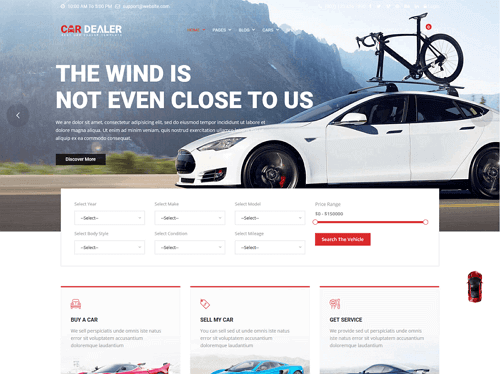 10:00 AM to 9:00 PM support@website.com
CAR DEALER
HOME PAGES BLOG CARS
0
THE WIND IS
NOT EVEN CLOSE TO US
We are dolor sit amet, consectetur adipisicing elit, sed do eiusmod tempor incididunt ut labore et
dolore magna aliqua. Ut enim ad minim veniam, quis nostrud exercitation ullamco
aliquip ex ea commodo consequat.
Discover More
Select Year Select Make Select Model Price Range
--Select-- --Select-- --Select-- $0 - $150000
Select Body Style Select Condition Select Mileage
--Select-- --Select-- --Select-- Search The Vehicle
BUY A CAR SELL MY CAR GET SERVICE
We sell perspiciatis unde omnis iste natus
error sit voluptatem accusantium
doloremque laudantium
You can sell sed ut unde omnis iste natus
error sit voluptatem accusantium
doloremque laudantium
We provide sed ut perspiciatis unde omnis
iste natus error sit voluptatem accusantium
doloremque laudantium